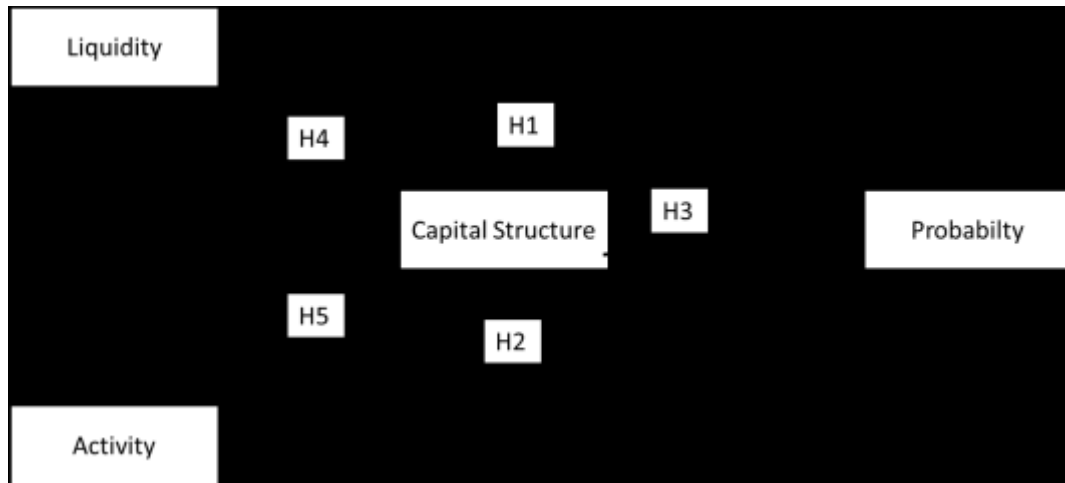 Liquidity
H1
H4
H3
Capital Structure
Probabilty
H5
H2
Activity